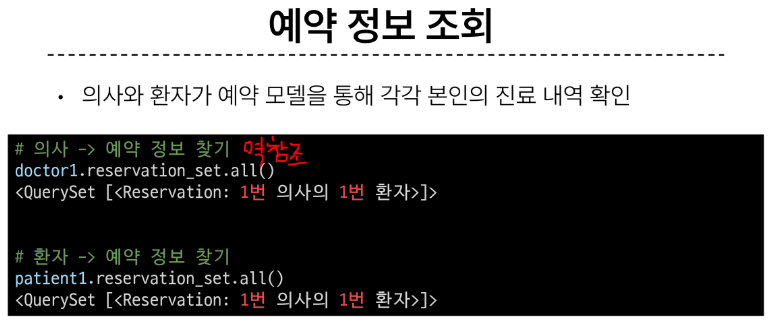 예약 정보 조회
• 의사와 환자가 예약 모델을 통해 각각 본인의 진료 내역 확인
# 의사 -> 예약 정보 찾기 역참조
doctor1.reservation_set.all()
<QuerySet [<Reservation: 1번 의사의 1번 환자>]>
# 환자 -> 예약 정보 찾기
patient1.reservation_set.all()
<QuerySet [<Reservation: 1번 의사의 1번 환자>]>